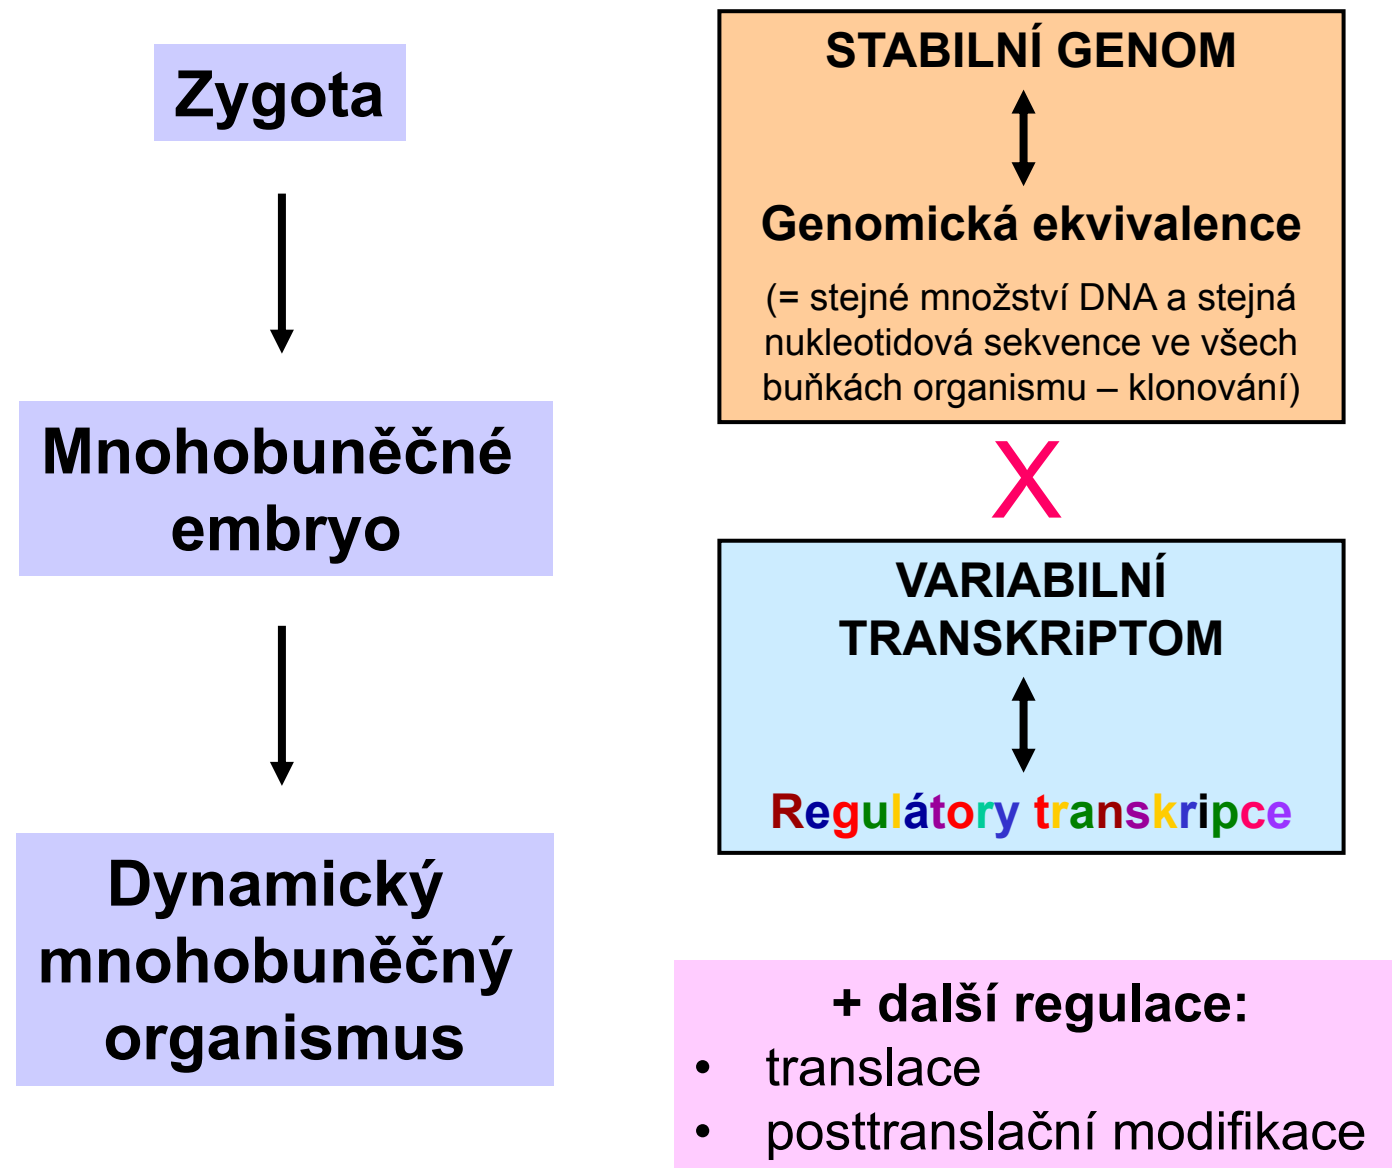 Zygota
Mnohobuněčné
embryo
Dynamický
mnohobuněčný
organismus
STABILNÍ GENOM
Genomická ekvivalence
(= stejné množství DNA a stejná
nukleotidová sekvence ve všech
buňkách organismu – klonování)
X
VARIABILNÍ
TRANSKRiPTOM
Regulátory transkripce
+ další regulace:
• translace
• posttranslační modifikace